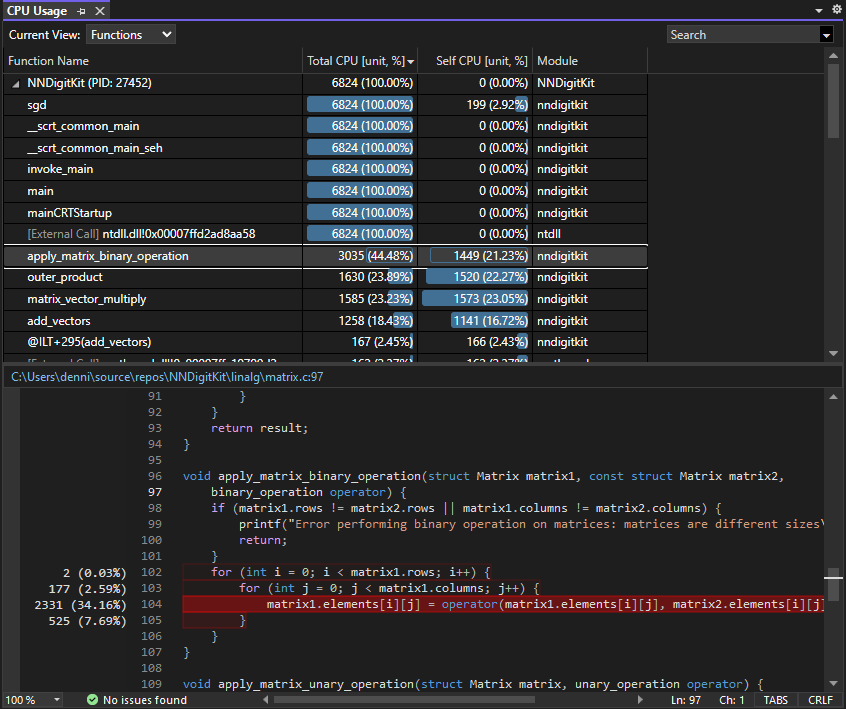 CPU Usage
Current View: Functions Search
Function Name Total CPU [unit, %] Self CPU [unit, %] Module
NNDigitKit (PID: 27452) 6824 (100.00%) 0 (0.00%) NNDigitKit
sgd 6824 (100.00%) 199 (2.92%) nndigitkit
__scrt_common_main 6824 (100.00%) 0 (0.00%) nndigitkit
__scrt_common_main_seh 6824 (100.00%) 0 (0.00%) nndigitkit
invoke_main 6824 (100.00%) 0 (0.00%) nndigitkit
main 6824 (100.00%) 0 (0.00%) nndigitkit
mainCRTStartup 6824 (100.00%) 0 (0.00%) nndigitkit
[External Call] ntdll.dll!0x00007ffd2ad8aa58 6824 (100.00%) 0 (0.00%) ntdll
apply_matrix_binary_operation 3035 (44.48%) 1449 (21.23%) nndigitkit
outer_product 1630 (23.89%) 1520 (22.27%) nndigitkit
matrix_vector_multiply 1585 (23.23%) 1573 (23.05%) nndigitkit
add_vectors 1258 (18.43%) 1141 (16.72%) nndigitkit
@ILT+295(add_vectors) 167 (2.45%) 166 (2.43%) nndigitkit
C:\Users\denni\source\repos\NNDigitKit\linalg\matrix.c:97
91 }
92 }
93 return result;
94 }
95
96 void apply_matrix_binary_operation(struct Matrix matrix1, const struct Matrix matrix2,
97 binary_operation operator) {
98 if (matrix1.rows != matrix2.rows || matrix1.columns != matrix2.columns) {
99 printf("Error performing binary operation on matrices: matrices are different sizes\
100 return;
101 }
2 (0.03%) 102 for (int i = 0; i < matrix1.rows; i++) {
177 (2.59%) 103 for (int j = 0; j < matrix1.columns; j++) {
2331 (34.16%) 104 matrix1.elements[i][j] = operator(matrix1.elements[i][j], matrix2.elements[i][j]
525 (7.69%) 105 }
106 }
107 }
108
109 void apply_matrix_unary_operation(struct Matrix matrix, unary_operation operator) {
100 % No issues found Ln: 97 Ch: 1 TABS CRLF